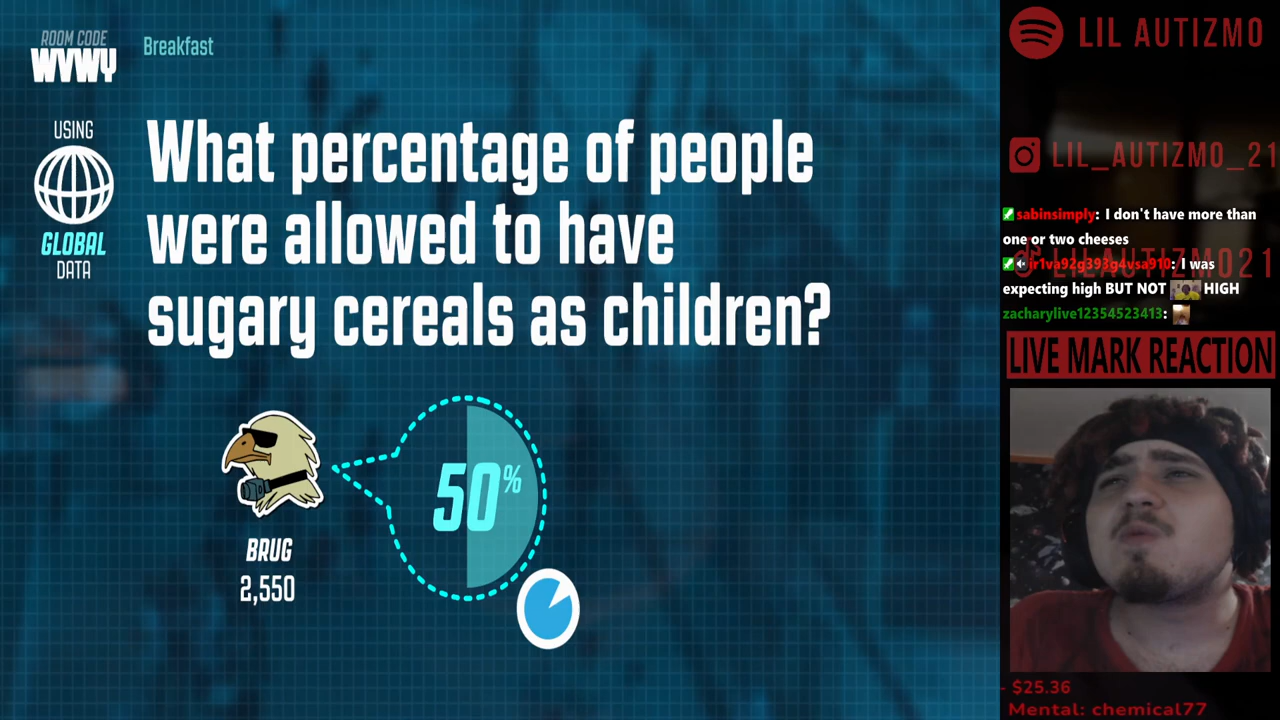 ROOM CODE
WVWY
Breakfast
USING
GLOBAL
DATA
What percentage of people
were allowed to have
sugary cereals as children?
50%
BRUG
2,550
LIL AUTIZMO
LIL_AUTIZMO_21
LILAUTIZMO21
sabinsimply: I don't have more than
one or two cheeses
ir1va92g393g4vsa910: I was
expecting high BUT NOT HIGH
zacharylive12354523413:
LIVE MARK REACTION
- $25.36
Mental: chemical77